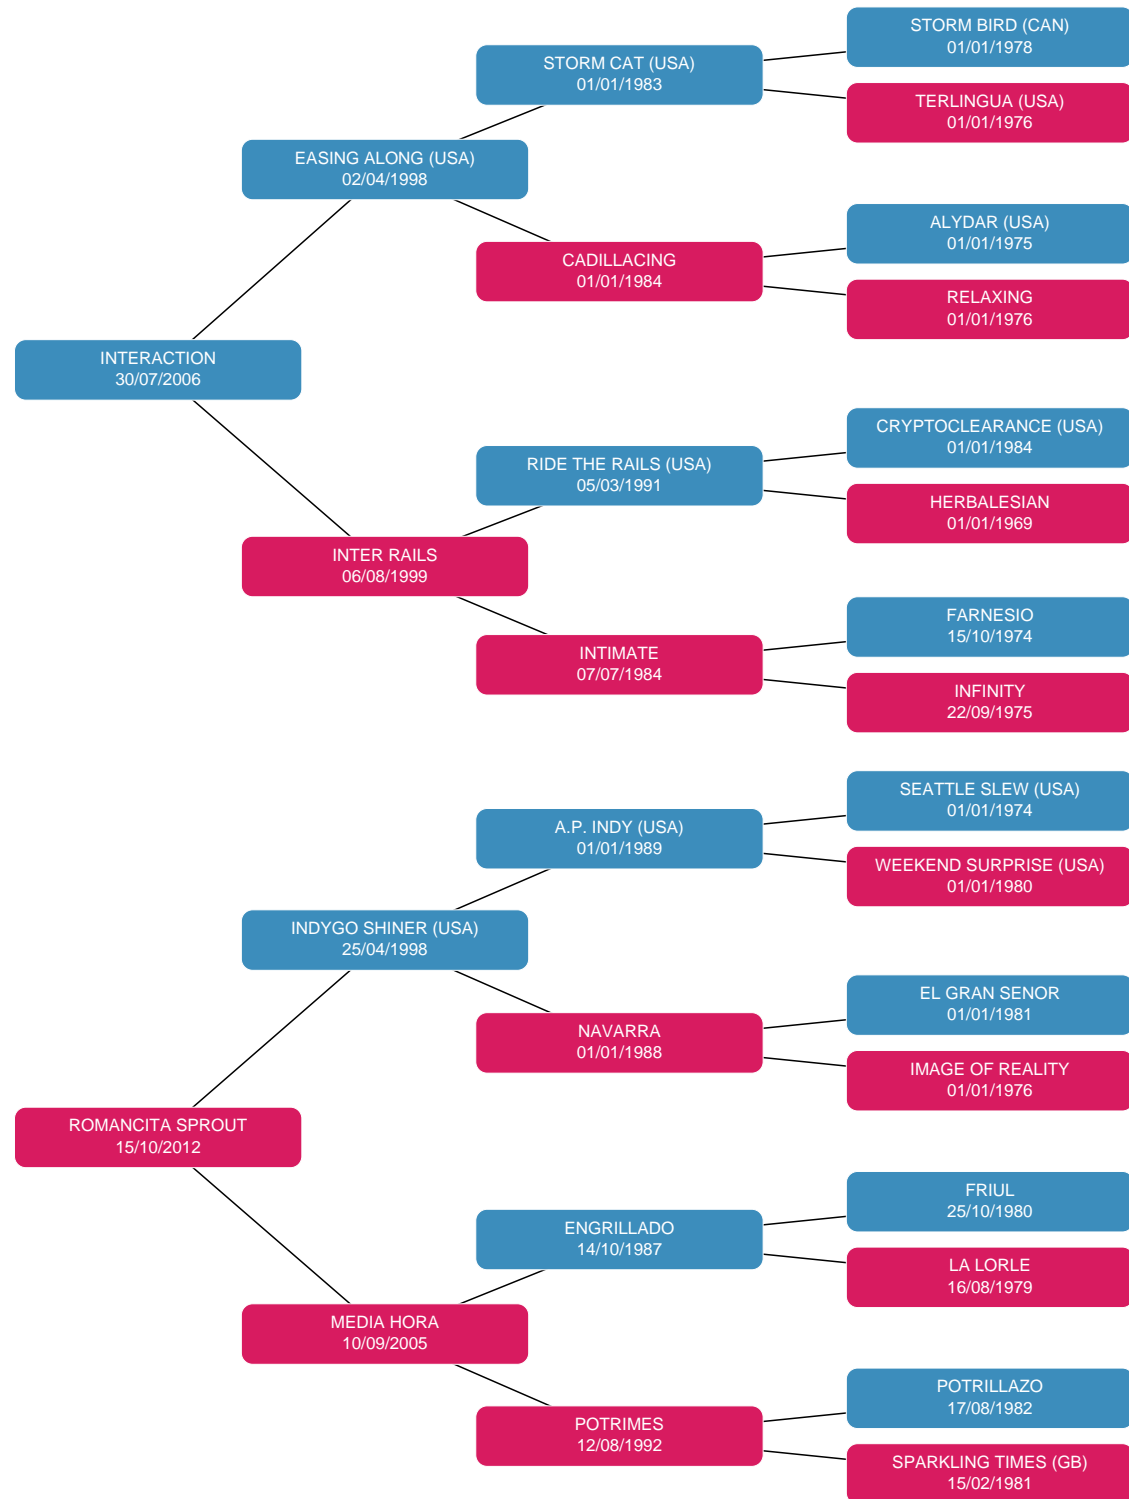 STORM BIRD (CAN)
01/01/1978
STORM CAT (USA)
01/01/1983
TERLINGUA (USA)
01/01/1976
EASING ALONG (USA)
02/04/1998
ALYDAR (USA)
01/01/1975
CADILLACING
01/01/1984
RELAXING
01/01/1976
INTERACTION
30/07/2006
CRYPTOCLEARANCE (USA)
01/01/1984
RIDE THE RAILS (USA)
05/03/1991
HERBALESIAN
01/01/1969
INTER RAILS
06/08/1999
FARNESIO
15/10/1974
INTIMATE
07/07/1984
INFINITY
22/09/1975
SEATTLE SLEW (USA)
01/01/1974
A.P. INDY (USA)
01/01/1989
WEEKEND SURPRISE (USA)
01/01/1980
INDYGO SHINER (USA)
25/04/1998
EL GRAN SENOR
01/01/1981
NAVARRA
01/01/1988
IMAGE OF REALITY
01/01/1976
ROMANCITA SPROUT
15/10/2012
FRIUL
25/10/1980
ENGRILLADO
14/10/1987
LA LORLE
16/08/1979
MEDIA HORA
10/09/2005
POTRILLAZO
17/08/1982
POTRIMES
12/08/1992
SPARKLING TIMES (GB)
15/02/1981